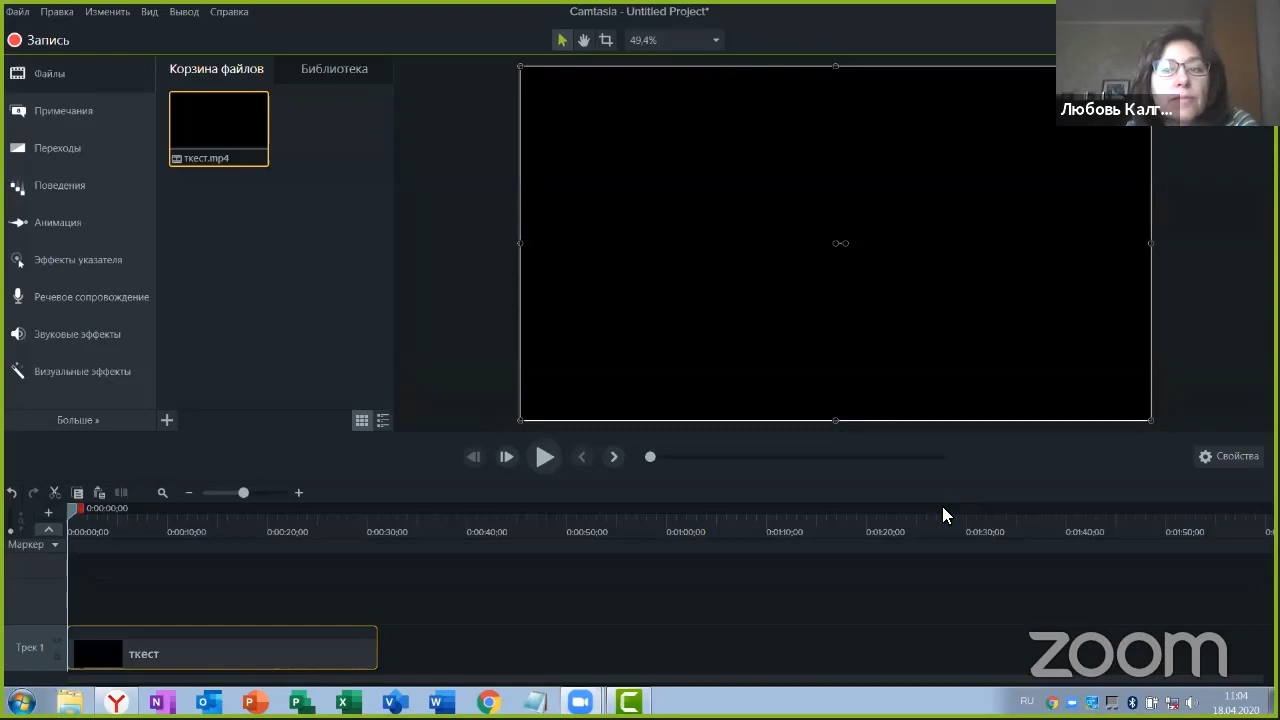 Файл Правка Изменить Вид Вывод Справка
Camtasia - Untitled Project*
Запись
49,4%
Файлы
Примечания
Переходы
Поведения
Анимация
Эффекты указателя
Речевое сопровождение
Звуковые эффекты
Визуальные эффекты
Больше »
Корзина файлов
Библиотека
ткест.mp4
Любовь Калг...
Свойства
0:00:00;00
0:00:00;00 0:00:10;00 0:00:20;00 0:00:30;00 0:00:40;00 0:00:50;00 0:01:00;00 0:01:10;00 0:01:20;00 0:01:30;00 0:01:40;00 0:01:50;00
Маркер
Трек 1
ткест
zoom
RU
11:04
18.04.2020